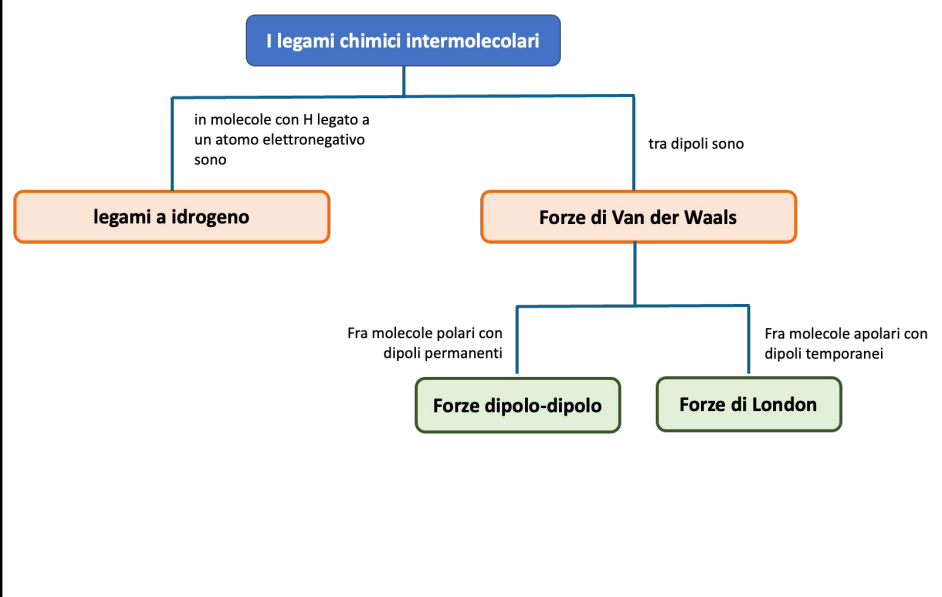 I legami chimici intermolecolari
in molecole con H legato a
un atomo elettronegativo
sono
tra dipoli sono
legami a idrogeno
Forze di Van der Waals
Fra molecole polari con
dipoli permanenti
Fra molecole apolari con
dipoli temporanei
Forze dipolo-dipolo
Forze di London